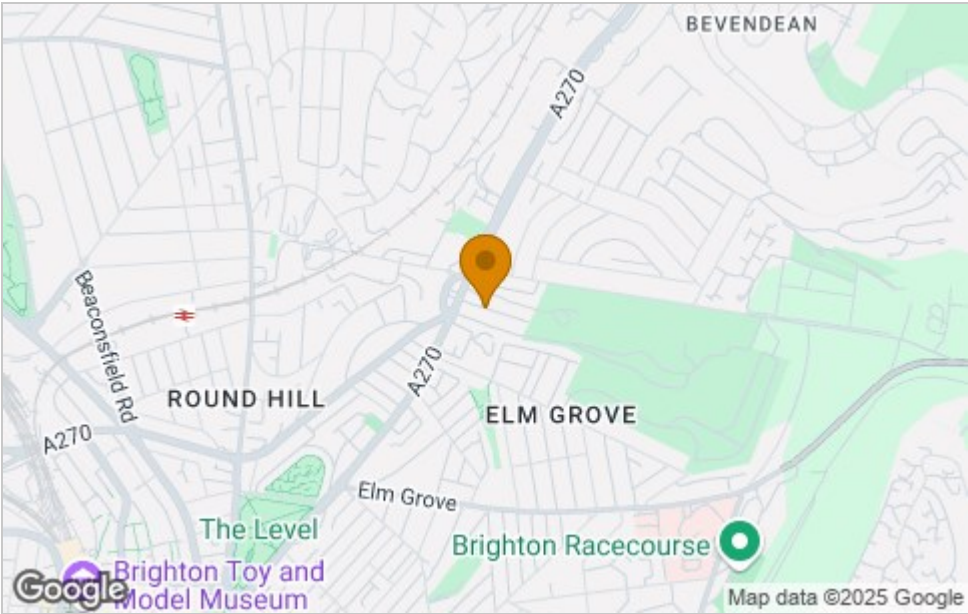 BEVENDEAN
A270
Beaconsfield Rd
A270
ROUND HILL
ELM GROVE
A270
Elm Grove
The Level
Brighton Racecourse
Brighton Toy and
Model Museum
Google
Map data ©2025 Google